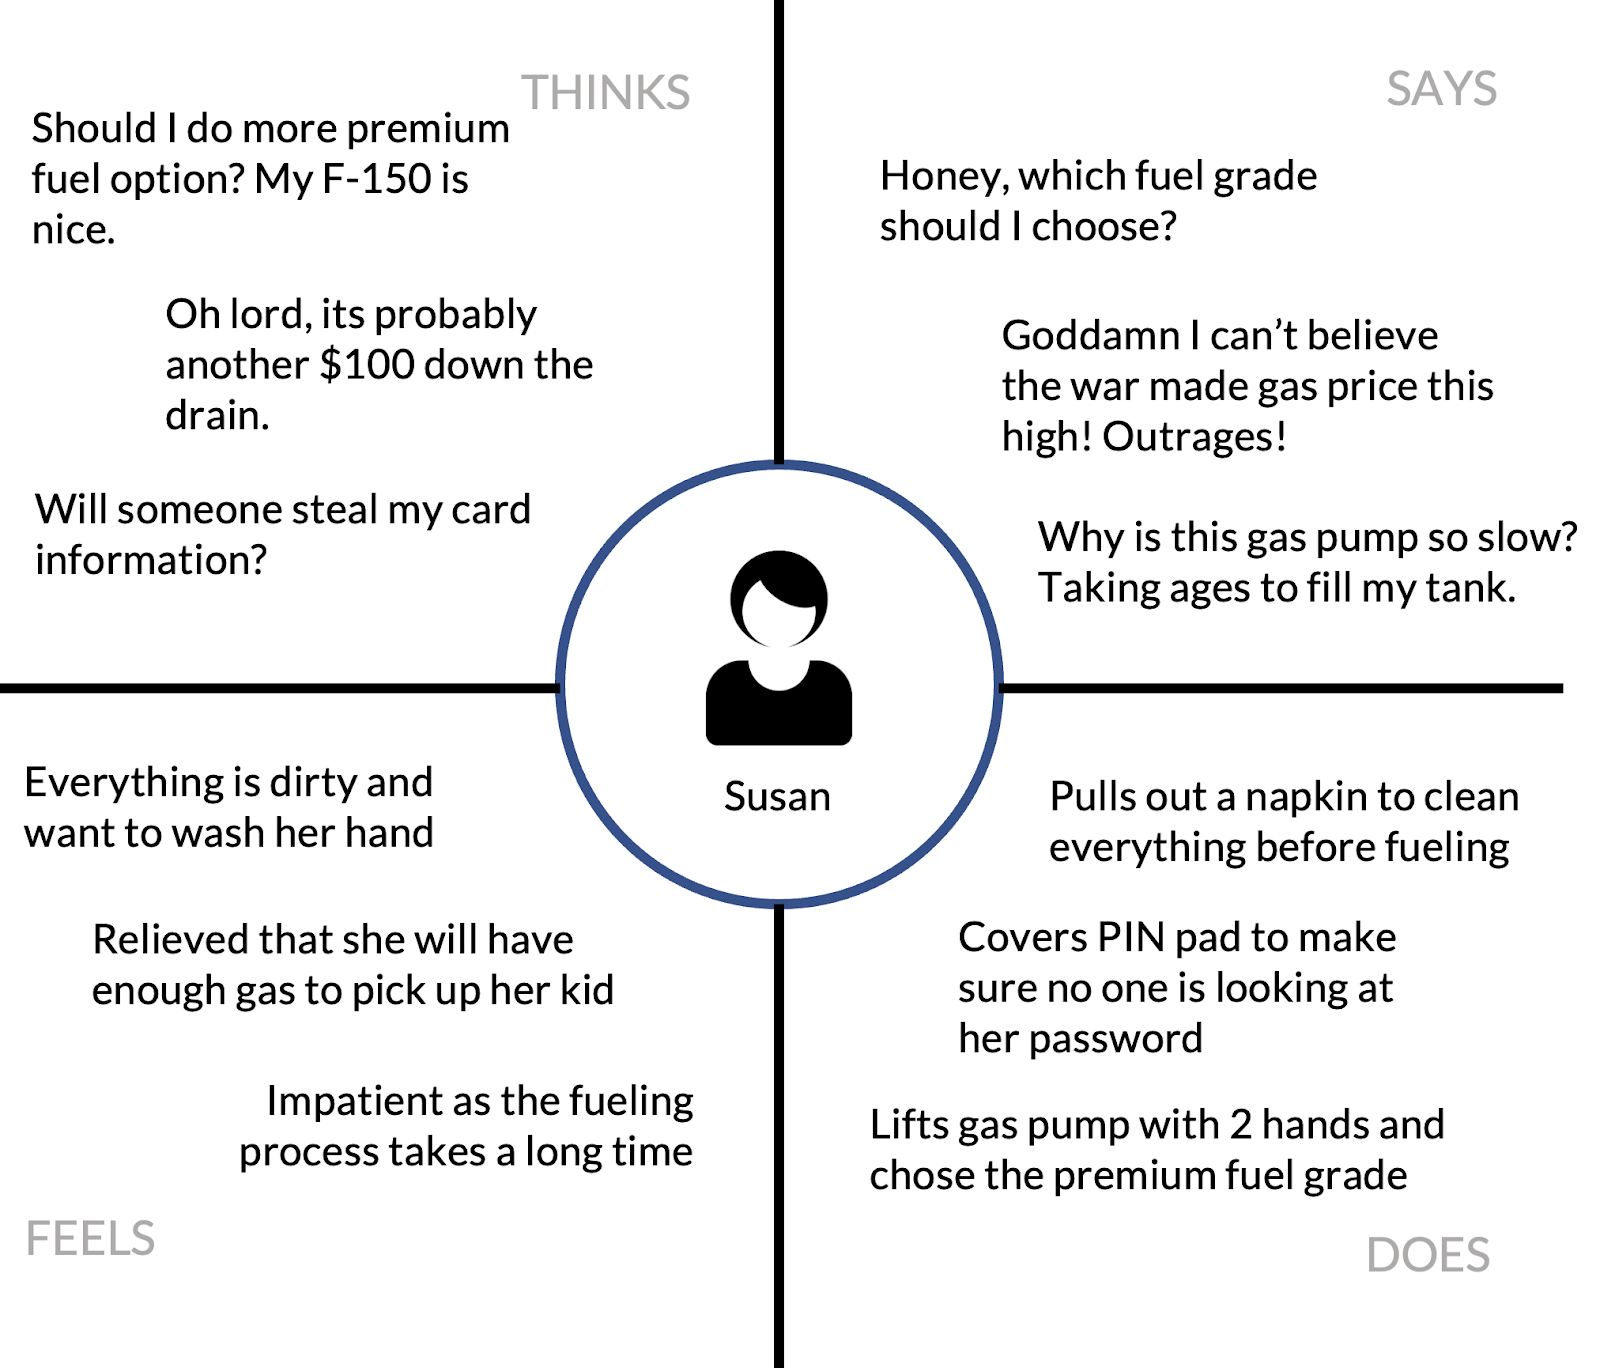 THINKS
Should I do more premium
fuel option? My F-150 is
nice.
Oh lord, its probably
another $100 down the
drain.
Will someone steal my card
information?
SAYS
Honey, which fuel grade
should I choose?
Goddamn I can’t believe
the war made gas price this
high! Outrages!
Why is this gas pump so slow?
Taking ages to fill my tank.
Susan
Everything is dirty and
want to wash her hand
Relieved that she will have
enough gas to pick up her kid
Impatient as the fueling
process takes a long time
FEELS
Pulls out a napkin to clean
everything before fueling
Covers PIN pad to make
sure no one is looking at
her password
Lifts gas pump with 2 hands and
chose the premium fuel grade
DOES